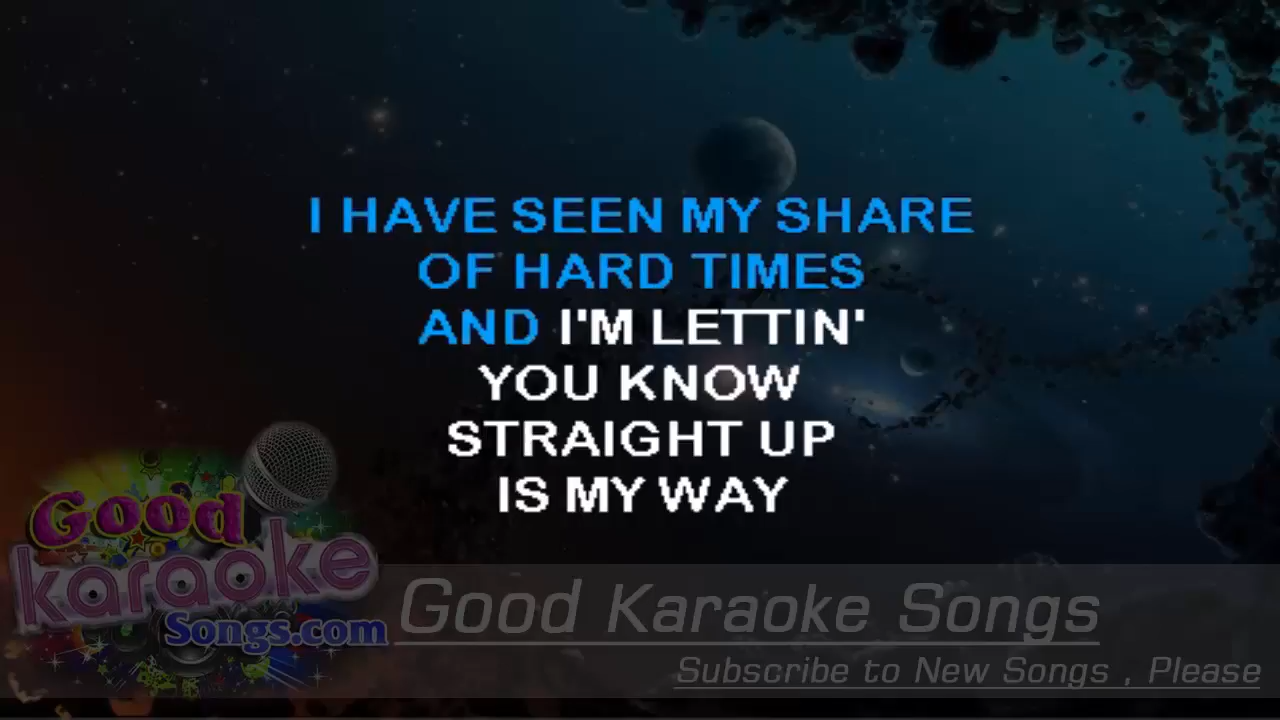 I HAVE SEEN MY SHARE
OF HARD TIMES
AND I'M LETTIN'
YOU KNOW
STRAIGHT UP
IS MY WAY
Good
karaoke
Songs.com
Good Karaoke Songs
Subscribe to New Songs , Please